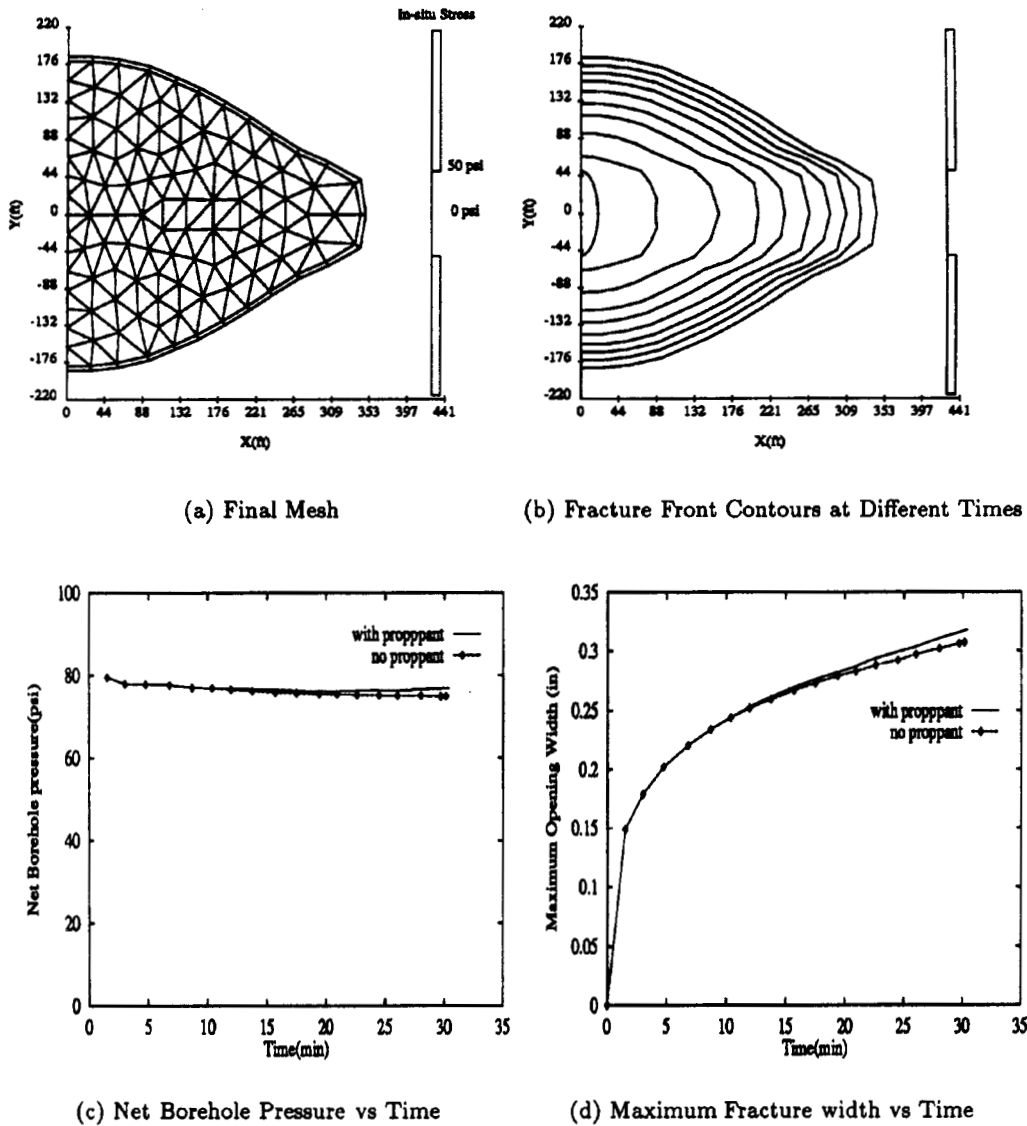 In-situ Stress
220
176
132
88
44
0
-44
-88
-132
-176
-220
Y(ft)
50 psi
0 psi
0 44 88 132 176 221 265 309 353 397 441
X(ft)
(a) Final Mesh
220
176
132
88
44
0
-44
-88
-132
-176
-220
Y(ft)
0 44 88 132 176 221 265 309 353 397 441
X(ft)
(b) Fracture Front Contours at Different Times
100
80
60
40
20
0
Net Borehole pressure(psi)
with propppant
no proppant
0 5 10 15 20 25 30 35
Time(min)
(c) Net Borehole Pressure vs Time
0.35
0.3
0.25
0.2
0.15
0.1
0.05
0
Maximum Opening Width (in)
with propppant
no proppant
0 5 10 15 20 25 30 35
Time(min)
(d) Maximum Fracture width vs Time